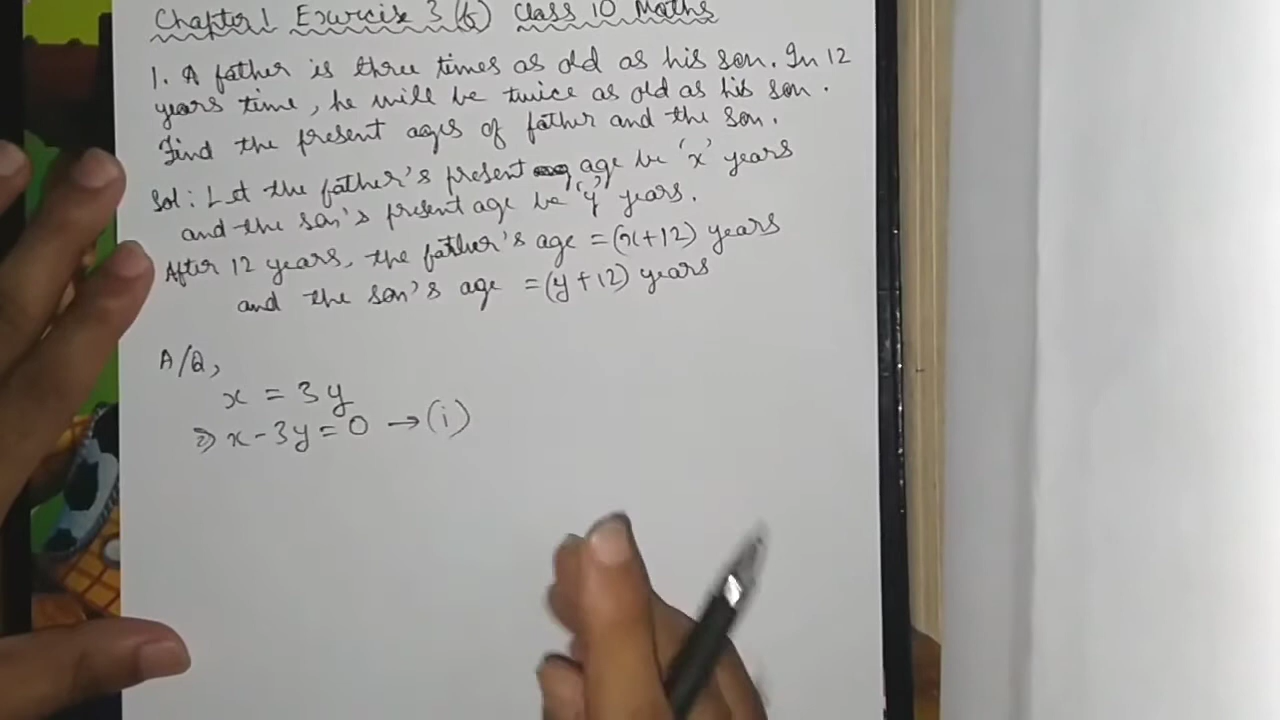 Chapter 1 Exercise 3 (b) Class 10 Maths
1. A father is three times as old as his son. In 12
years time, he will be twice as old as his son.
Find the present ages of father and the son.
Sol: Let the father's present age be 'x' years
and the son's present age be 'y' years.
After 12 years, the father's age = (x+12) years
and the son's age = (y+12) years
A/Q,
x = 3y
⇒ x - 3y = 0 → (i)